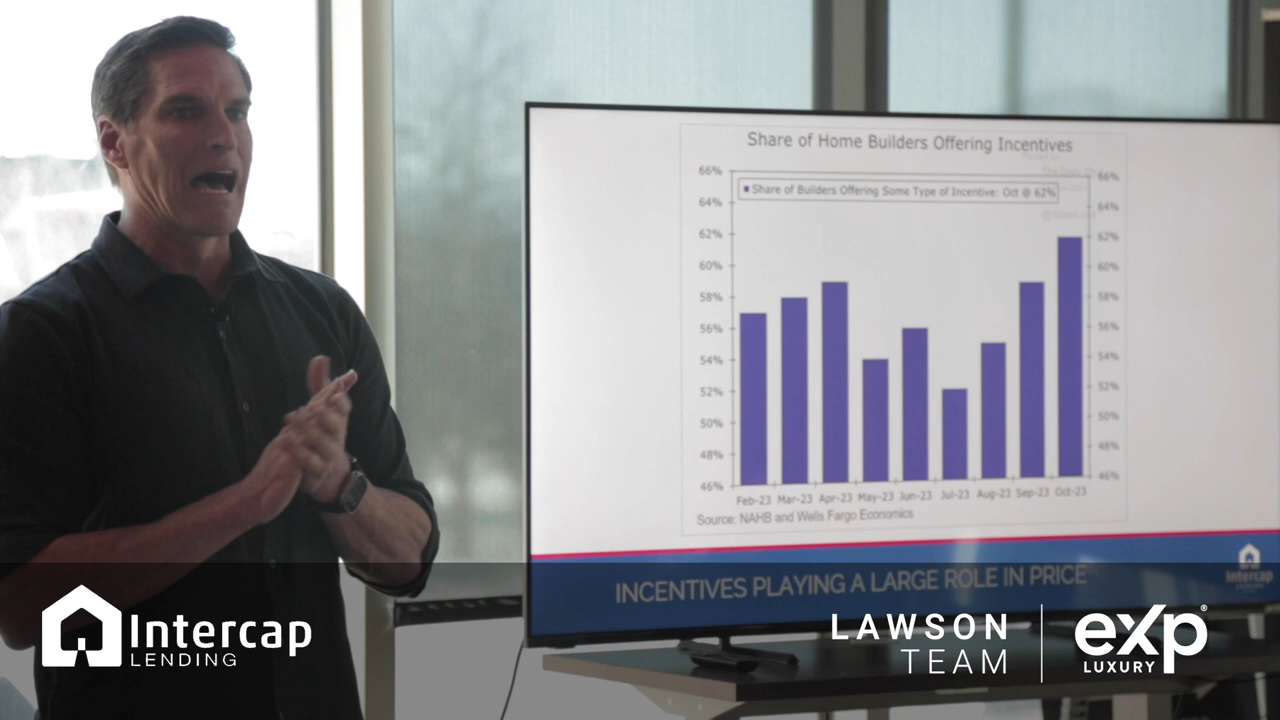 Share of Home Builders Offering Incentives
66%
64%
62%
60%
58%
56%
54%
52%
50%
48%
46%
Share of Builders Offering Some Type of Incentive: Oct @ 62%
66%
64%
62%
60%
58%
56%
54%
52%
50%
48%
46%
Feb-23 Mar-23 Apr-23 May-23 Jun-23 Jul-23 Aug-23 Sep-23 Oct-23
Source: NAHB and Wells Fargo Economics
INCENTIVES PLAYING A LARGE ROLE IN PRICE
Intercap
Intercap
LENDING
LAWSON
TEAM
eXp®
LUXURY